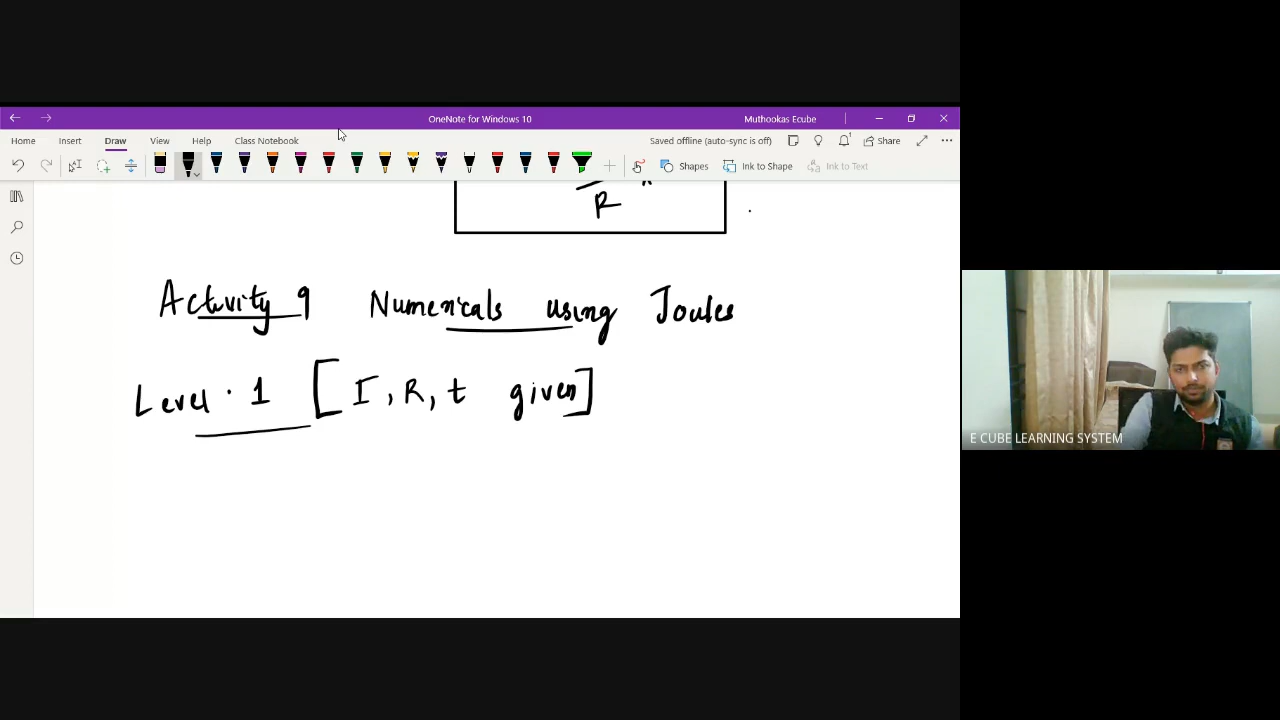 OneNote for Windows 10
Muthookas Ecube
Home Insert Draw View Help Class Notebook
Saved offline (auto-sync is off)
1
Share
Shapes
Ink to Shape
Ink to Text
R
Activity 9 Numericals using Joules
Level · 1 [ I, R, t given]
E CUBE LEARNING SYSTEM